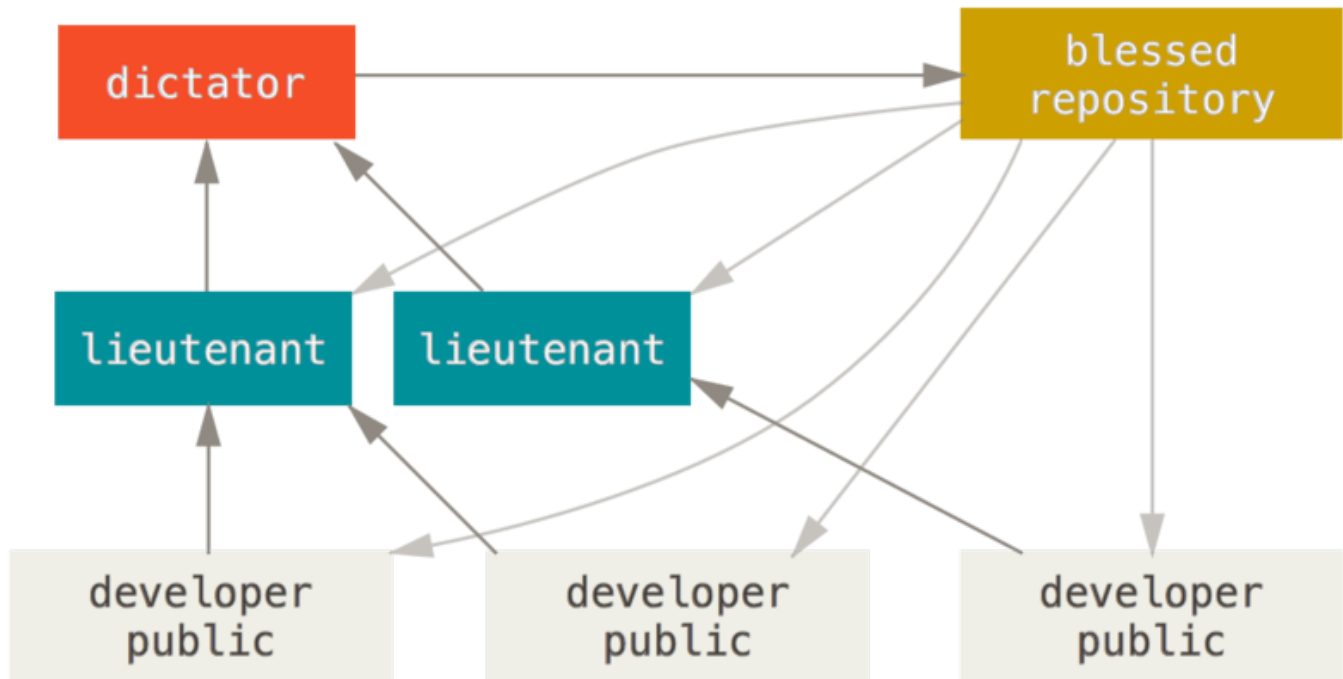 dictator
blessed
repository
lieutenant
lieutenant
developer
public
developer
public
developer
public